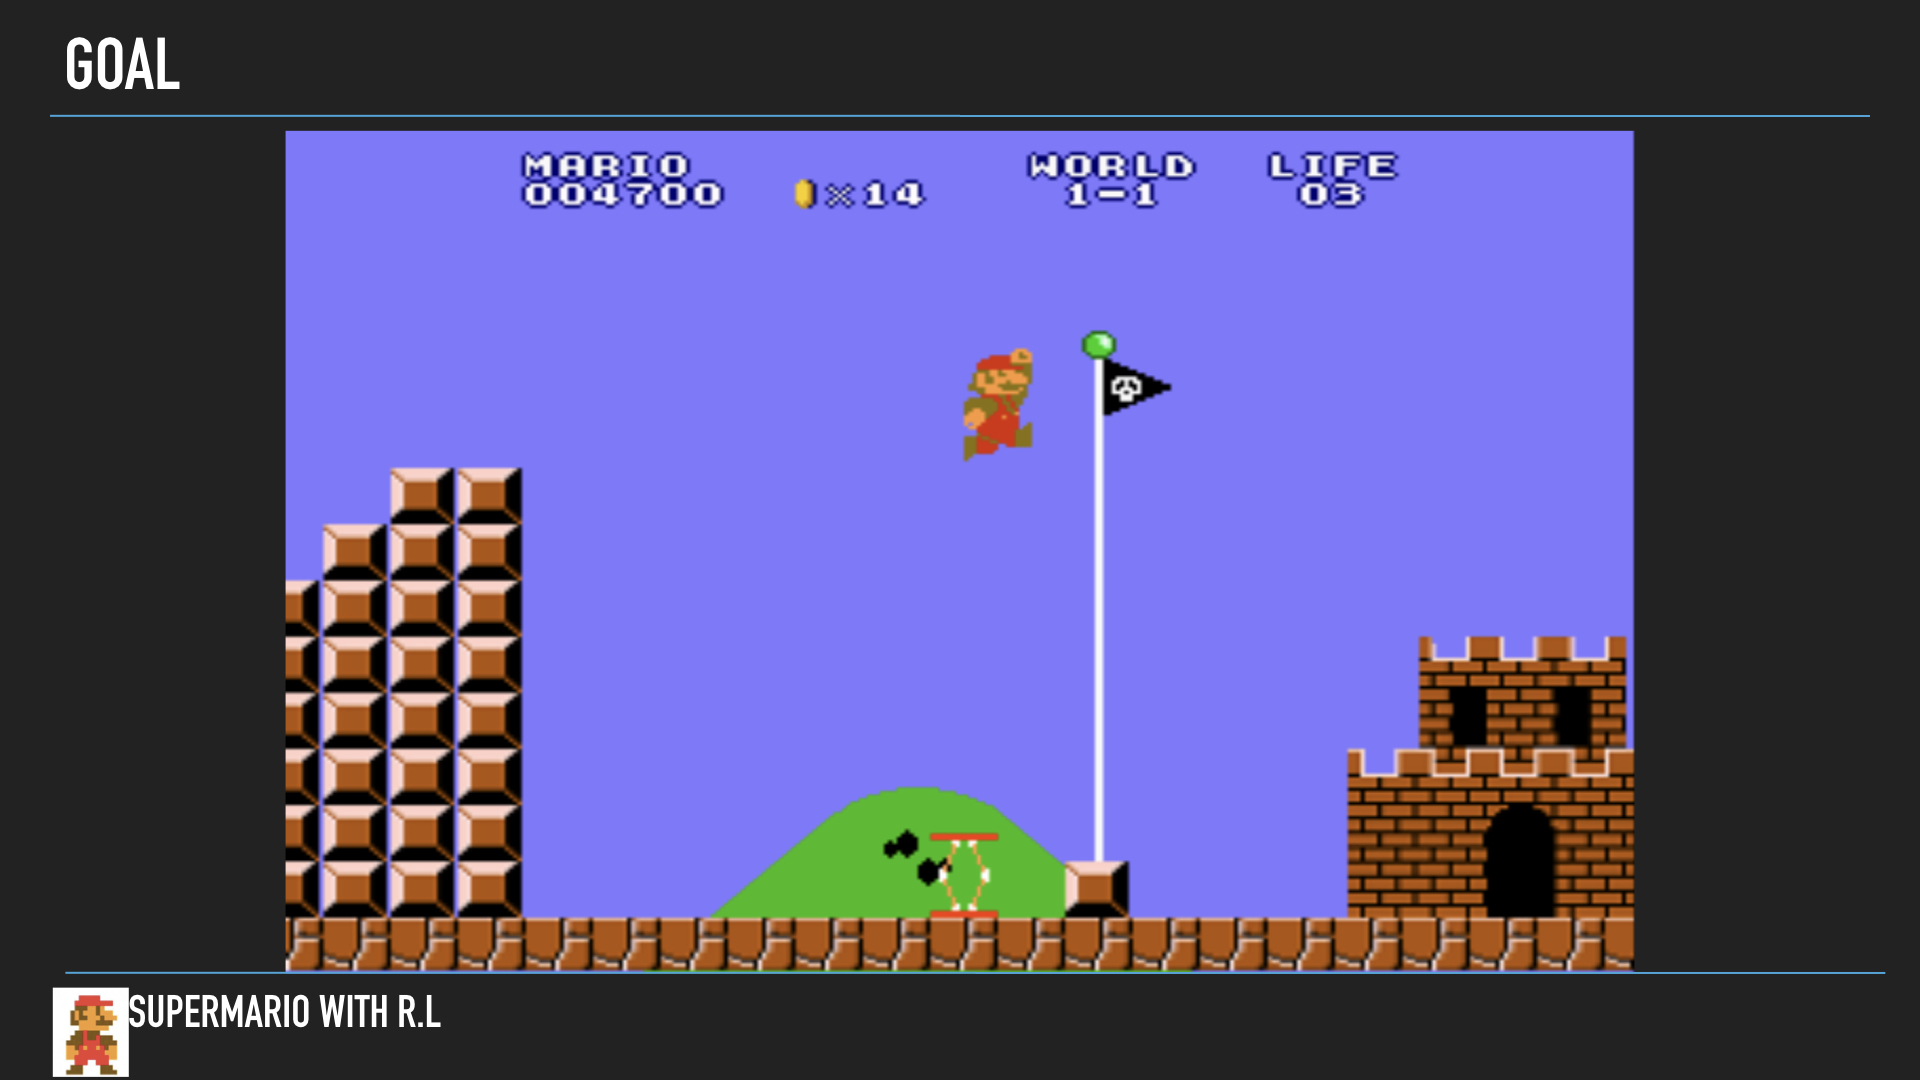 GOAL
MARIO WORLD LIFE
004700 ×14 1-1 03
SUPERMARIO WITH R.L